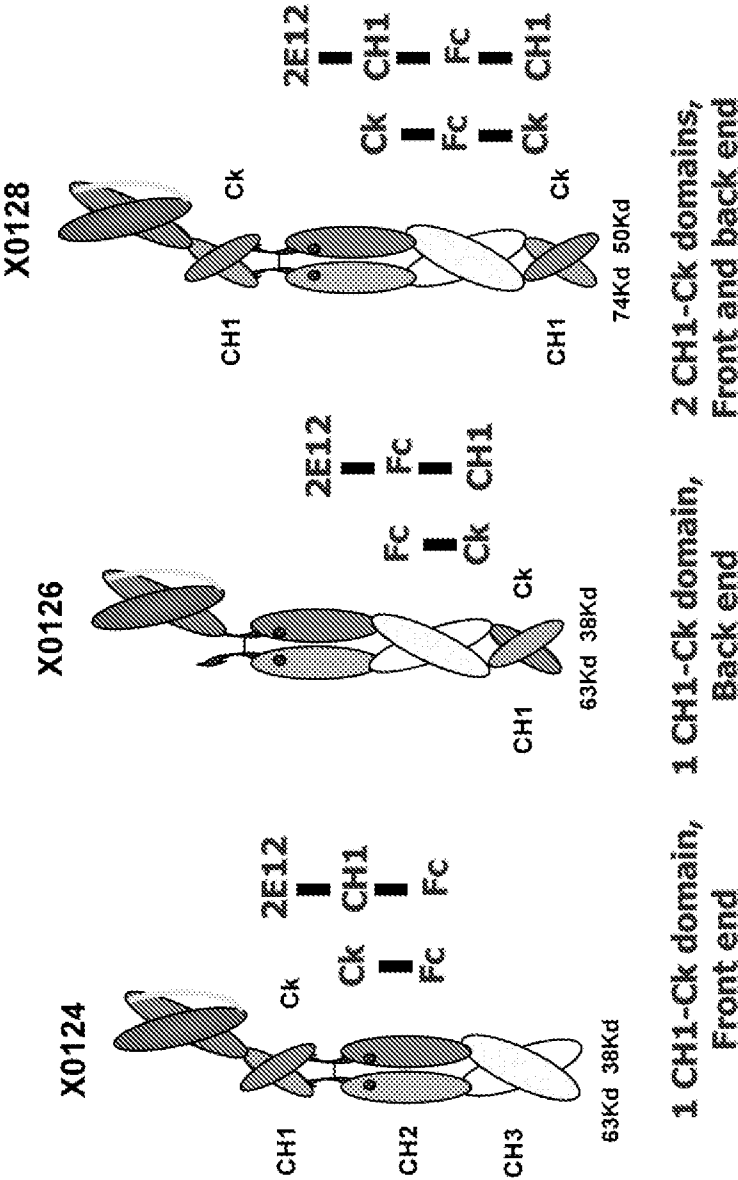 X0124
2E12
Ck
Ck
CH1
CH1
Fc
Fc
CH2
CH3
63Kd 38Kd
1 CH1-Ck domain,
Front end
X0126
2E12
Fc
Fc
Ck
CH1
Ck
CH1
63Kd 38Kd
1 CH1-Ck domain,
Back end
X0128
2E12
Ck
CH1
Ck
CH1
Fc
Fc
Ck
CH1
Ck
CH1
74Kd 50Kd
2 CH1-Ck domains,
Front and back end